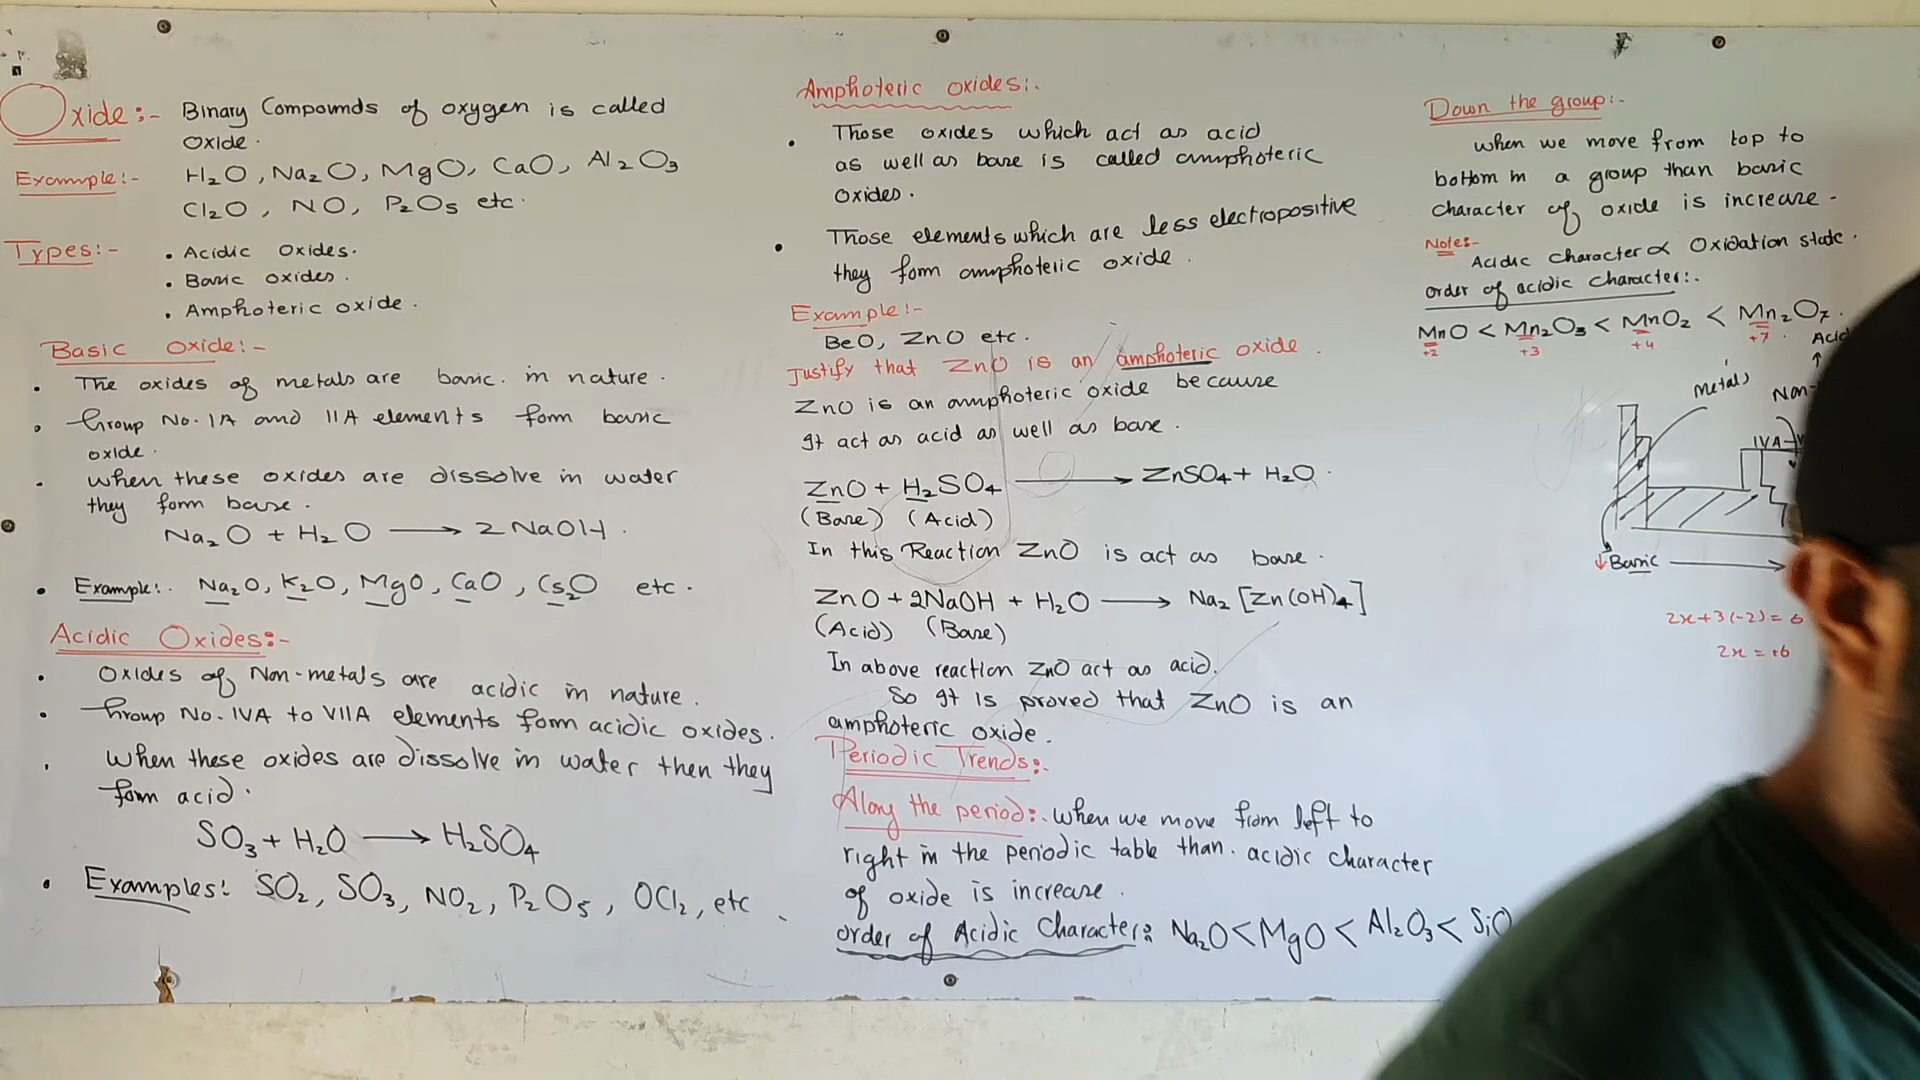 Oxide:- Binary Compounds of oxygen is called
oxide.
Example:- H2O, Na2O, MgO, CaO, Al2O3
Cl2O, NO, P2O5 etc.
Types:- • Acidic Oxides.
• Basic oxides.
• Amphoteric oxide.
Basic Oxide:-
• The oxides of metals are basic. in nature.
• Group No. IA and IIA elements form basic
oxide.
• when these oxides are dissolve in water
they form base.
Na2O + H2O → 2 NaOH.
• Example:. Na2O, K2O, MgO, CaO, Cs2O etc.
Acidic Oxides:-
• Oxides of Non-metals are acidic in nature.
• Group No. IVA to VIIA elements form acidic oxides.
• When these oxides are dissolve in water then they
form acid.
SO3 + H2O → H2SO4
• Examples: SO2, SO3, NO2, P2O5, OCl2, etc
Amphoteric oxides:-
• Those oxides which act as acid
as well as base is called amphoteric
oxides.
• Those elements which are less electropositive
they form amphoteric oxide.
Example:-
BeO, ZnO etc.
Justify that ZnO is an amphoteric oxide.
ZnO is an amphoteric oxide because
It act as acid as well as base.
ZnO + H2SO4 → ZnSO4 + H2O.
(Base) (Acid)
In this Reaction ZnO is act as base.
ZnO + 2NaOH + H2O → Na2 [Zn(OH)4]
(Acid) (Base)
In above reaction ZnO act as acid.
So It is proved that ZnO is an
amphoteric oxide.
Periodic Trends:-
Along the period:. when we move from left to
right in the periodic table than. acidic character
of oxide is increase.
order of Acidic Character: Na2O < MgO < Al2O3 < SiO
Down the group:-
when we move from top to
bottom in a group than basic
character of oxide is increase.
Note:-
Acidic character ∝ Oxidation state.
order of acidic character:.
MnO < Mn2O3 < MnO2 < Mn2O7.
+2 +3 +4 +7
Acid
Metals Non-
IVA-
↓ Basic →
2x+3(-2)=0
2x = +6